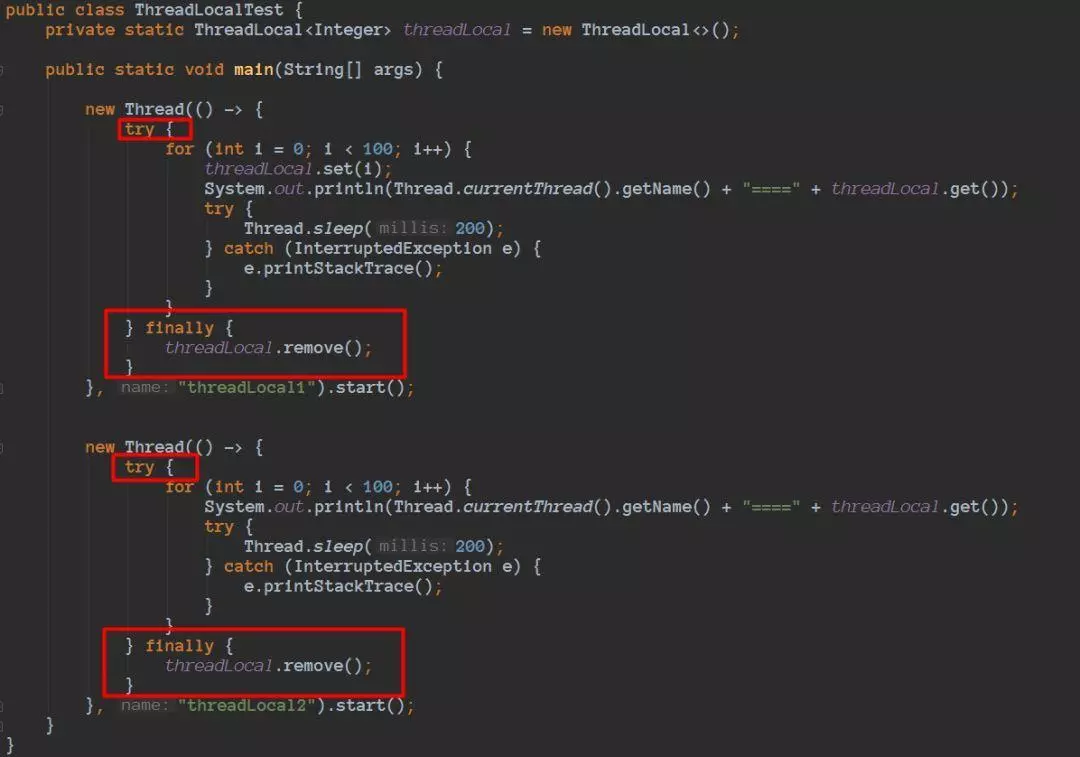 public class ThreadLocalTest {
    private static ThreadLocal<Integer> threadLocal = new ThreadLocal<>();
    public static void main(String[] args) {
        new Thread(() -> {
            try {
                for (int i = 0; i < 100; i++) {
                    threadLocal.set(i);
                    System.out.println(Thread.currentThread().getName() + "====" + threadLocal.get());
                    try {
                        Thread.sleep( millis: 200);
                    } catch (InterruptedException e) {
                        e.printStackTrace();
                    }
                }
            } finally {
                threadLocal.remove();
            }
        }, name: "threadLocal1").start();
        new Thread(() -> {
            try {
                for (int i = 0; i < 100; i++) {
                    System.out.println(Thread.currentThread().getName() + "====" + threadLocal.get());
                    try {
                        Thread.sleep( millis: 200);
                    } catch (InterruptedException e) {
                        e.printStackTrace();
                    }
                }
            } finally {
                threadLocal.remove();
            }
        }, name: "threadLocal2").start();
    }
}